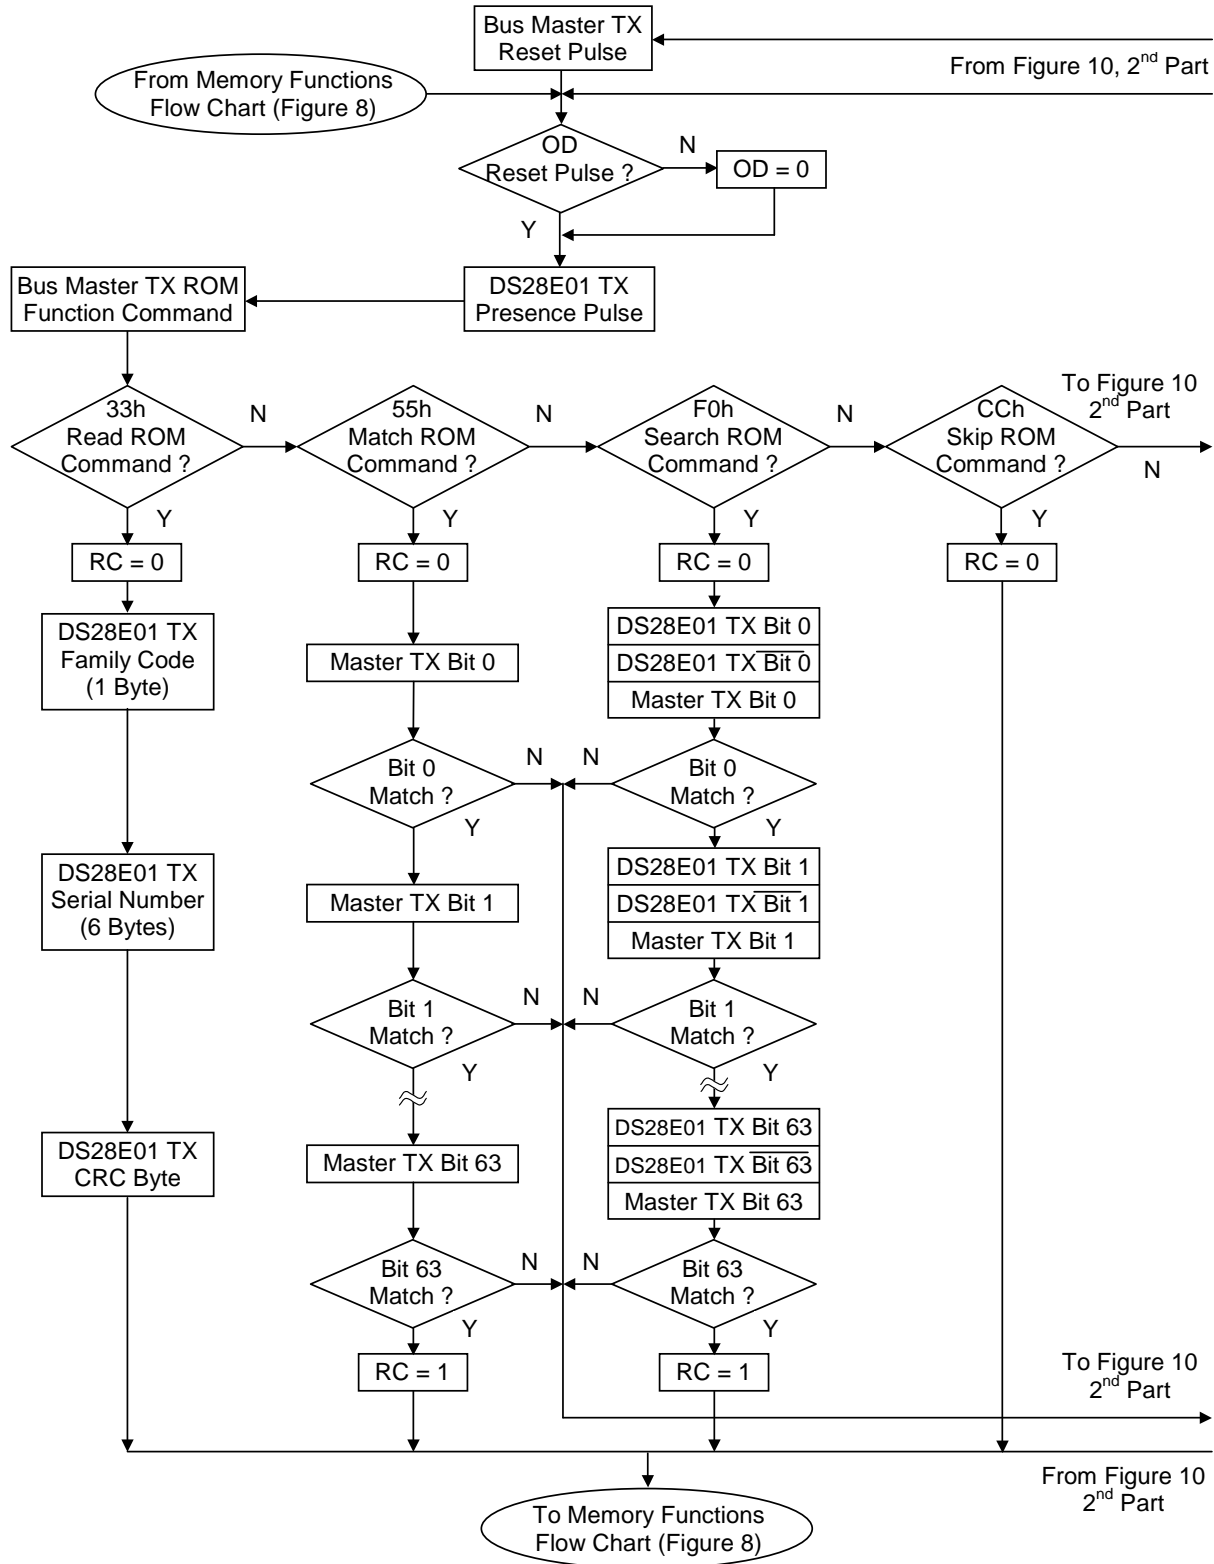 Bus Master TX
Reset Pulse
From Figure 10, 2nd Part
From Memory Functions
Flow Chart (Figure 8)
OD
Reset Pulse ?
N
OD = 0
Y
Bus Master TX ROM
Function Command
DS28E01 TX
Presence Pulse
33h
Read ROM
Command ?
N
55h
Match ROM
Command ?
N
F0h
Search ROM
Command ?
N
CCh
Skip ROM
Command ?
To Figure 10
2nd Part
N
Y
Y
Y
Y
RC = 0
RC = 0
RC = 0
RC = 0
DS28E01 TX
Family Code
(1 Byte)
Master TX Bit 0
DS28E01 TX Bit 0
DS28E01 TX B̅i̅t̅ ̅0̅
Master TX Bit 0
Bit 0
Match ?
N
N
Bit 0
Match ?
Y
Y
DS28E01 TX
Serial Number
(6 Bytes)
Master TX Bit 1
DS28E01 TX Bit 1
DS28E01 TX B̅i̅t̅ ̅1̅
Master TX Bit 1
Bit 1
Match ?
N
N
Bit 1
Match ?
Y
Y
DS28E01 TX
CRC Byte
Master TX Bit 63
DS28E01 TX Bit 63
DS28E01 TX B̅i̅t̅ ̅6̅3̅
Master TX Bit 63
Bit 63
Match ?
N
N
Bit 63
Match ?
Y
Y
RC = 1
RC = 1
To Figure 10
2nd Part
From Figure 10
2nd Part
To Memory Functions
Flow Chart (Figure 8)